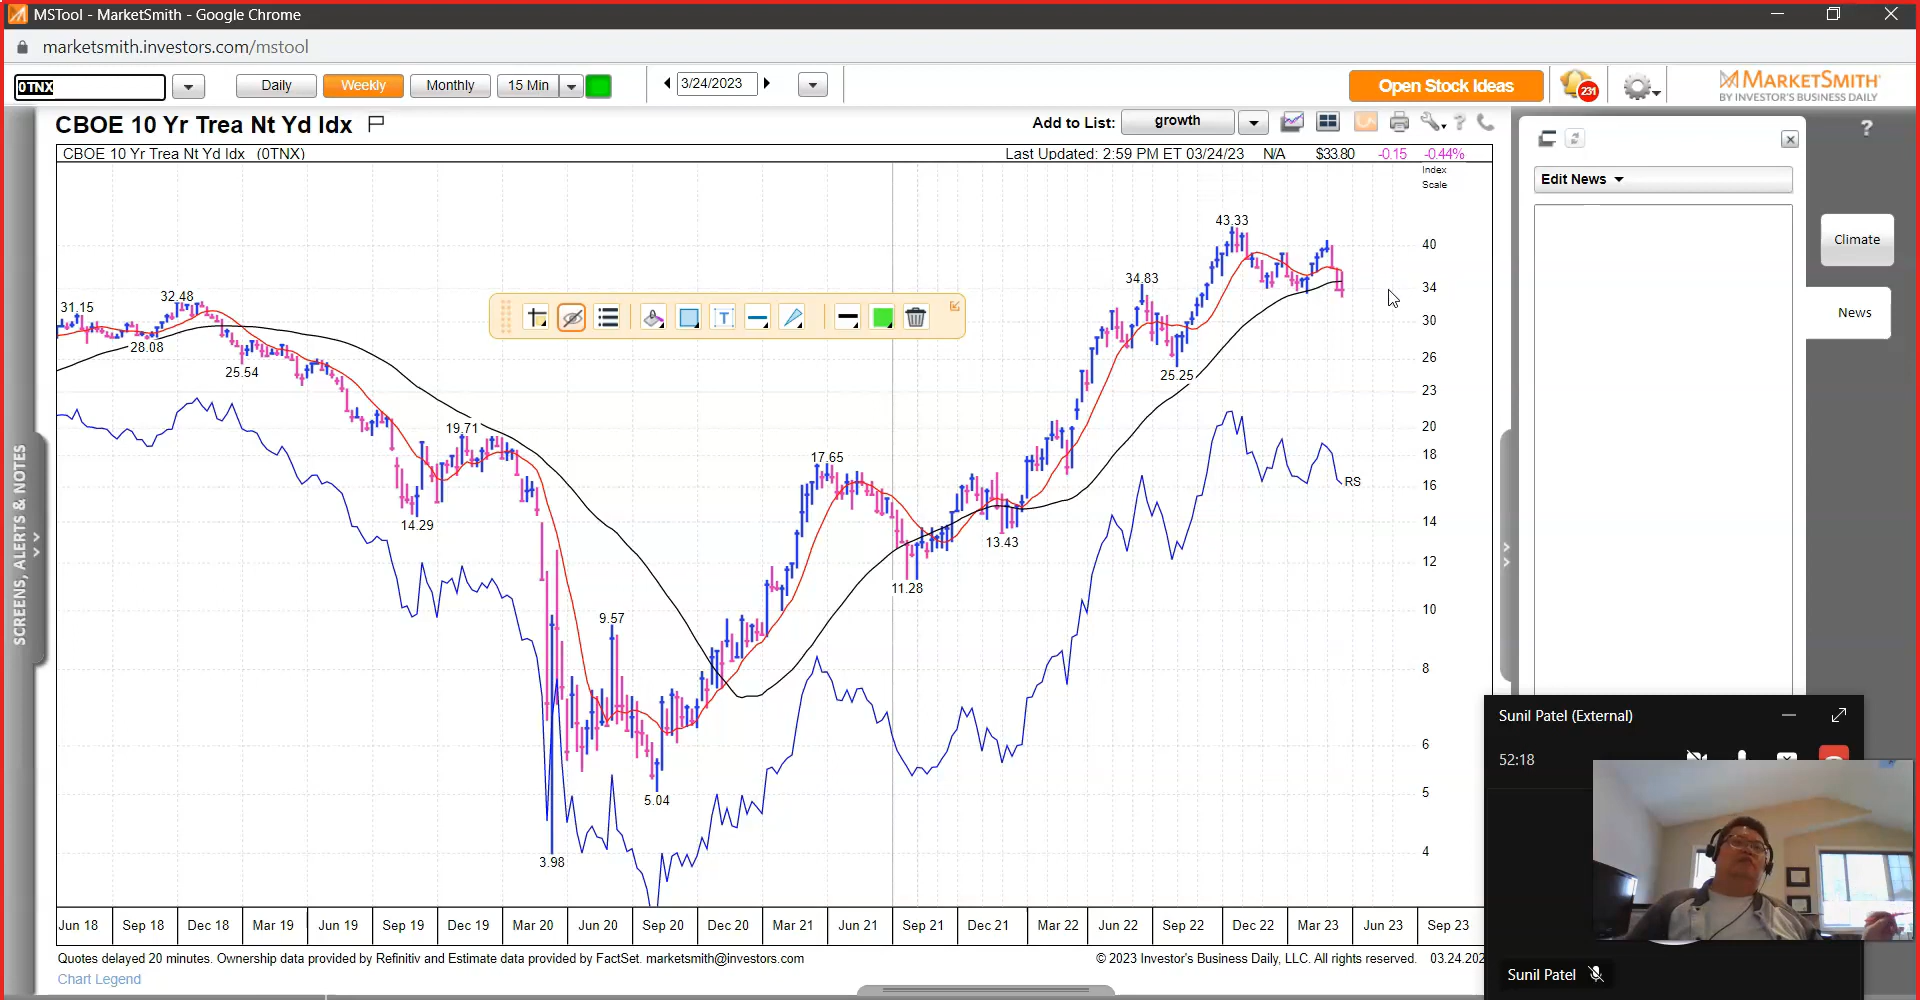 MSTool - MarketSmith - Google Chrome
marketsmith.investors.com/mstool
0TNX
Daily
Weekly
Monthly
15 Min
3/24/2023
Open Stock Ideas
231
MARKETSMITH
BY INVESTOR'S BUSINESS DAILY
CBOE 10 Yr Trea Nt Yd Idx
Add to List:
growth
?
?
CBOE 10 Yr Trea Nt Yd Idx (0TNX)
Last Updated: 2:59 PM ET 03/24/23 N/A $33.80 -0.15 -0.44%
Index
Scale
Edit News
Climate
News
T
43.33
40
34.83
34
32.48
31.15
30
28.08
26
25.54
25.25
23
20
19.71
18
17.65
16
RS
14.29
14
13.43
12
11.28
10
9.57
8
6
5.04
5
4
3.98
SCREENS, ALERTS & NOTES
Jun 18 Sep 18 Dec 18 Mar 19 Jun 19 Sep 19 Dec 19 Mar 20 Jun 20 Sep 20 Dec 20 Mar 21 Jun 21 Sep 21 Dec 21 Mar 22 Jun 22 Sep 22 Dec 22 Mar 23 Jun 23 Sep 23
Quotes delayed 20 minutes. Ownership data provided by Refinitiv and Estimate data provided by FactSet. marketsmith@investors.com
© 2023 Investor's Business Daily, LLC. All rights reserved. 03.24.202
Chart Legend
Sunil Patel (External)
52:18
Sunil Patel